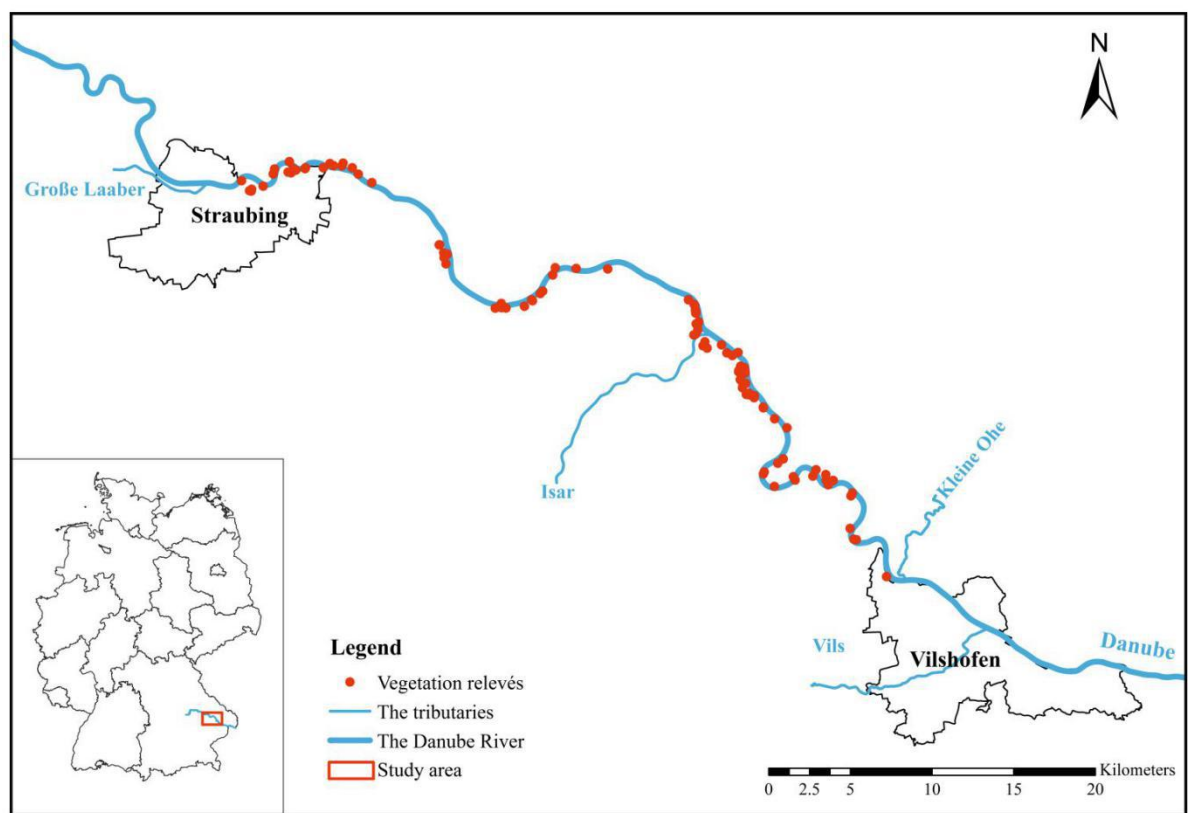 N
Große Laaber
Straubing
Isar
Kleine Ohe
Vils
Vilshofen
Danube
Legend
Vegetation relevés
The tributaries
The Danube River
Study area
Kilometers
0 2.5 5 10 15 20